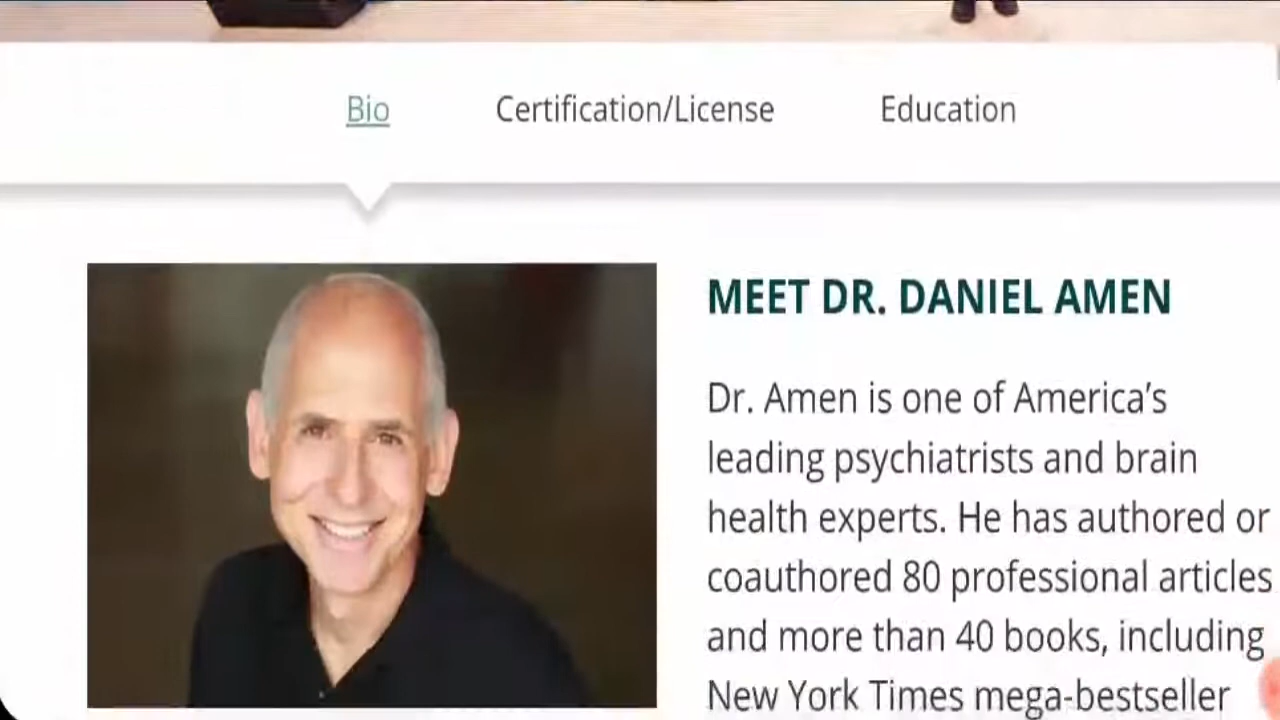 Bio
Certification/License
Education
MEET DR. DANIEL AMEN
Dr. Amen is one of America’s
leading psychiatrists and brain
health experts. He has authored or
coauthored 80 professional articles
and more than 40 books, including
New York Times mega-bestseller